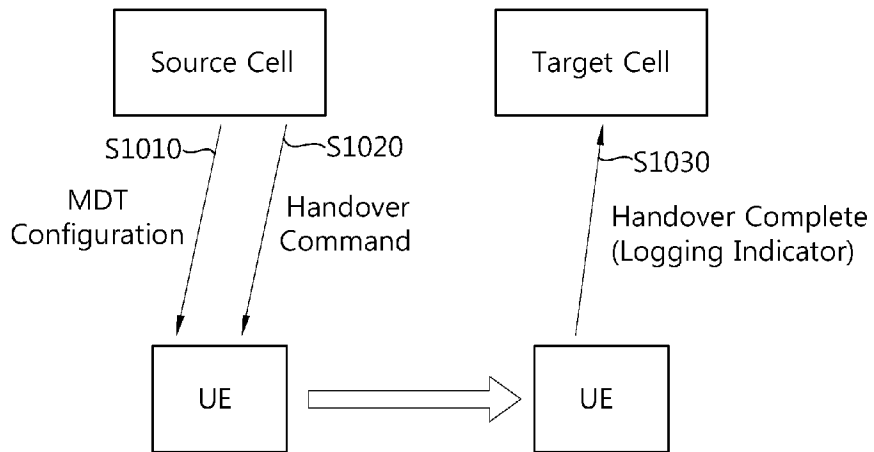 Source Cell
Target Cell
S1010
S1020
S1030
MDT
Configuration
Handover
Command
Handover Complete
(Logging Indicator)
UE
UE